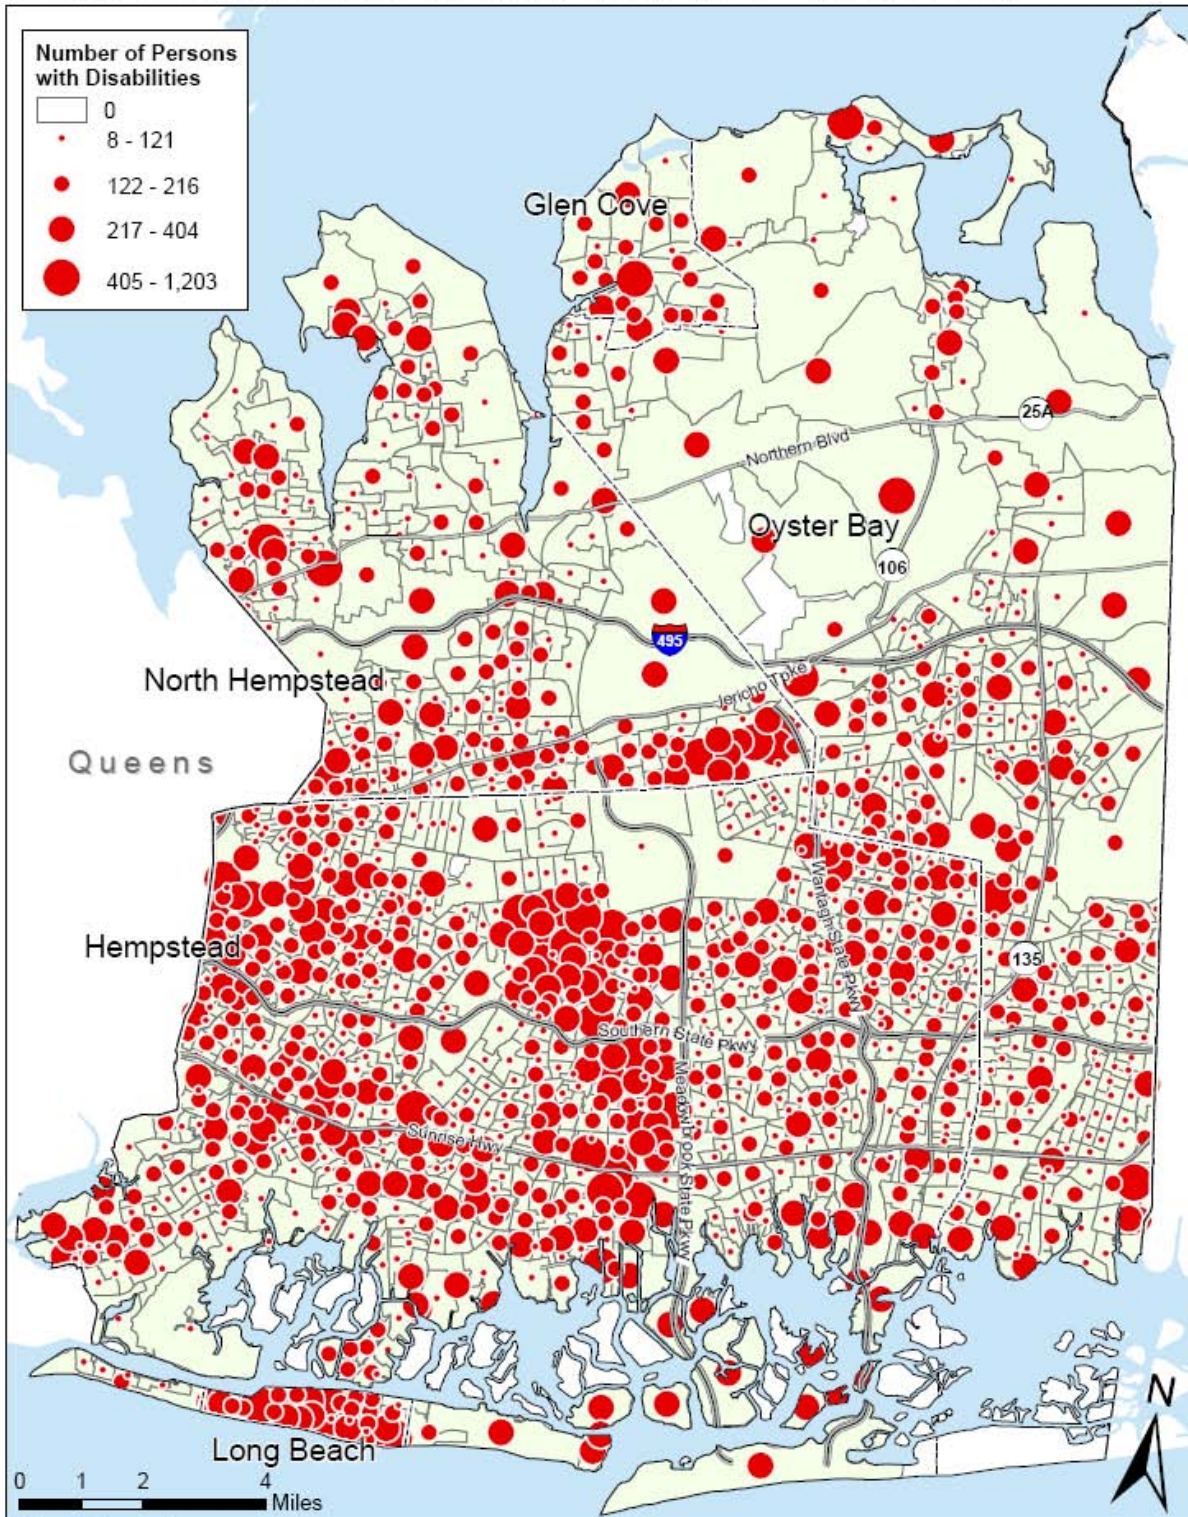 Number of Persons
with Disabilities
0
8 - 121
122 - 216
217 - 404
405 - 1,203
Glen Cove
25A
Northern Blvd
Oyster Bay
106
495
North Hempstead
Jericho Tpke
Queens
Wantagh State Pkwy
Hempstead
135
Southern State Pkwy
Meadowbrook State Pkwy
Sunrise Hwy
Long Beach
N
0 1 2 4
Miles